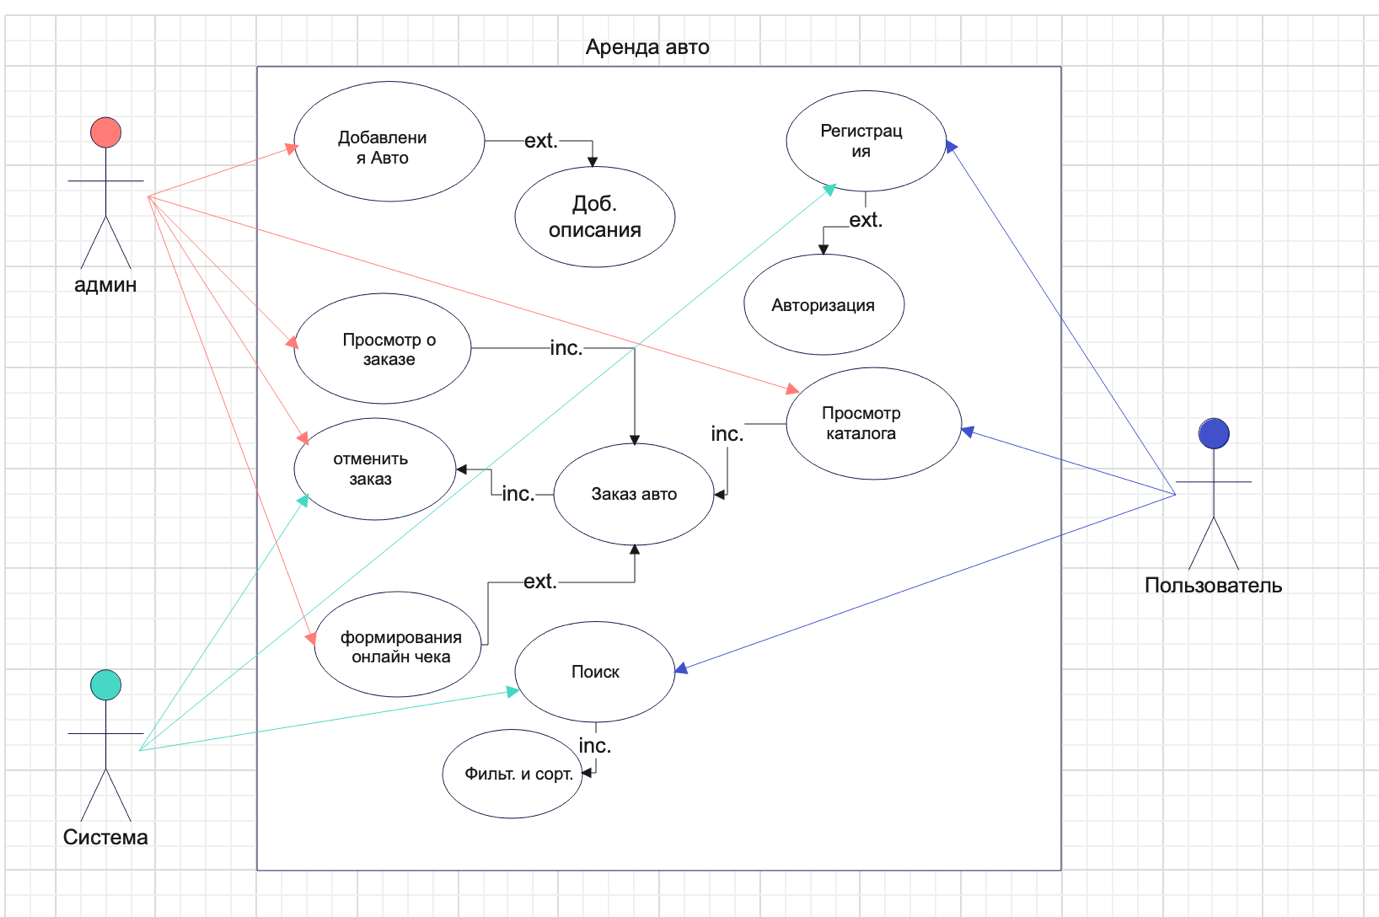 Аренда авто
Добавлени
я Авто
ext.
Доб.
описания
Регистрац
ия
ext.
Авторизация
админ
Просмотр о
заказе
inc.
отменить
заказ
inc.
Заказ авто
inc.
Просмотр
каталога
ext.
формирования
онлайн чека
Поиск
inc.
Фильт. и сорт.
Пользователь
Система